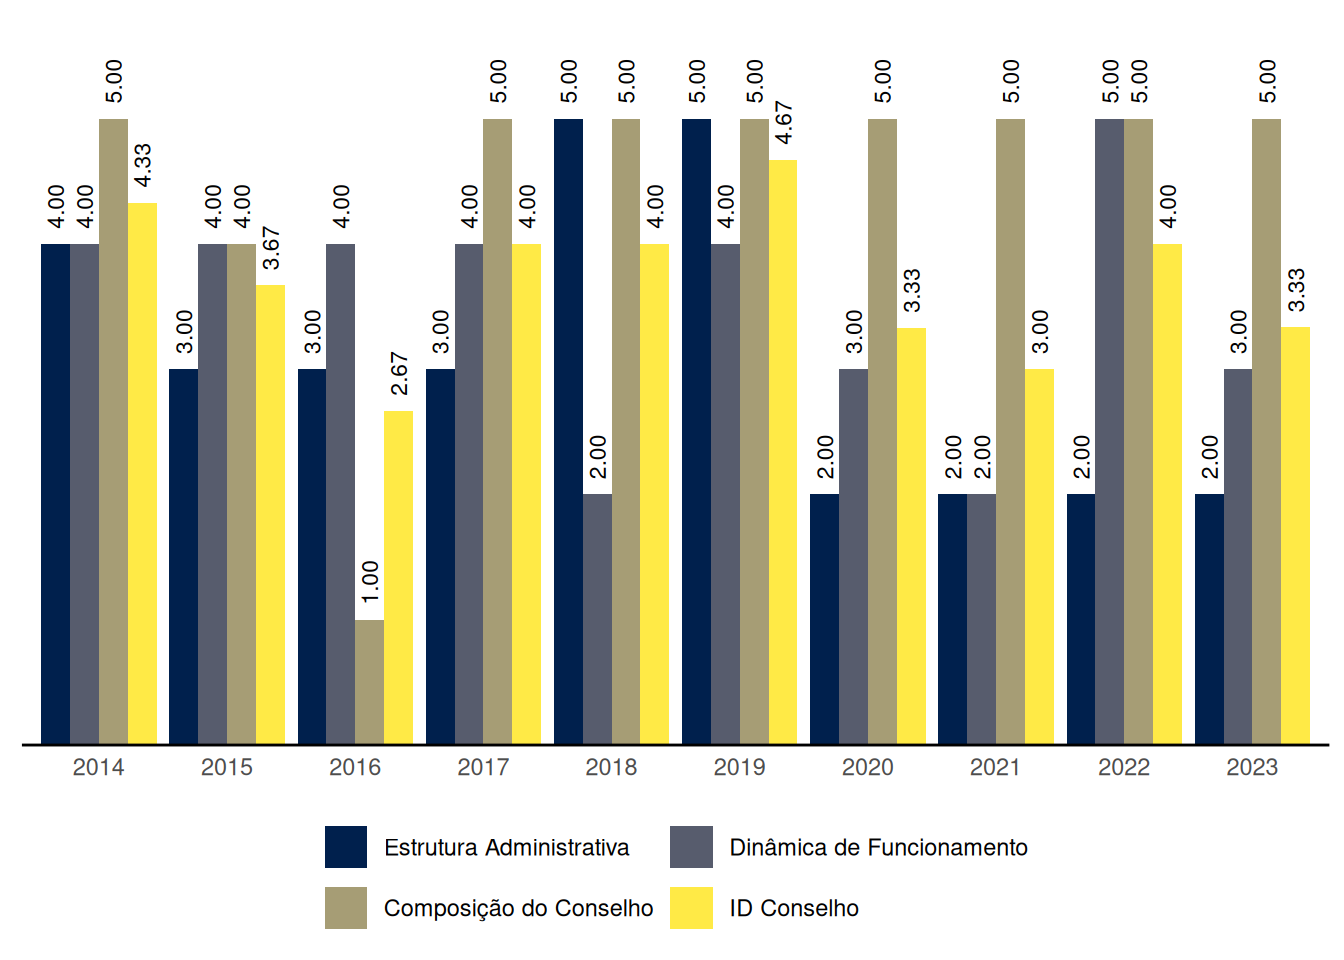 4.00 4.00 5.00 4.33 3.00 4.00 4.00 3.67 3.00 4.00 1.00 2.67 3.00 4.00 5.00 4.00 5.00 2.00 5.00 4.00 5.00 4.00 5.00 4.67 2.00 3.00 5.00 3.33 2.00 2.00 5.00 3.00 2.00 5.00 5.00 4.00 2.00 3.00 5.00 3.33
2014 2015 2016 2017 2018 2019 2020 2021 2022 2023
Estrutura Administrativa Dinâmica de Funcionamento
Composição do Conselho ID Conselho